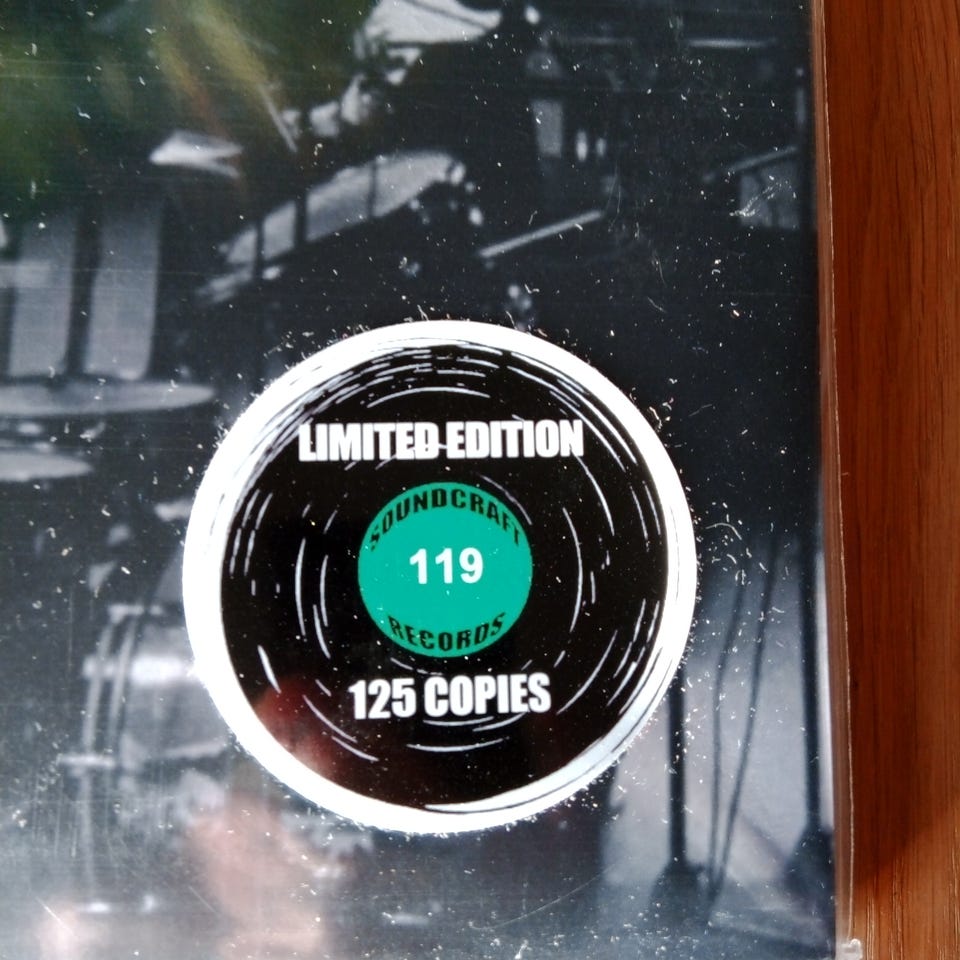 LIMITED EDITION
SOUNDCRAFT
119
RECORDS
125 COPIES